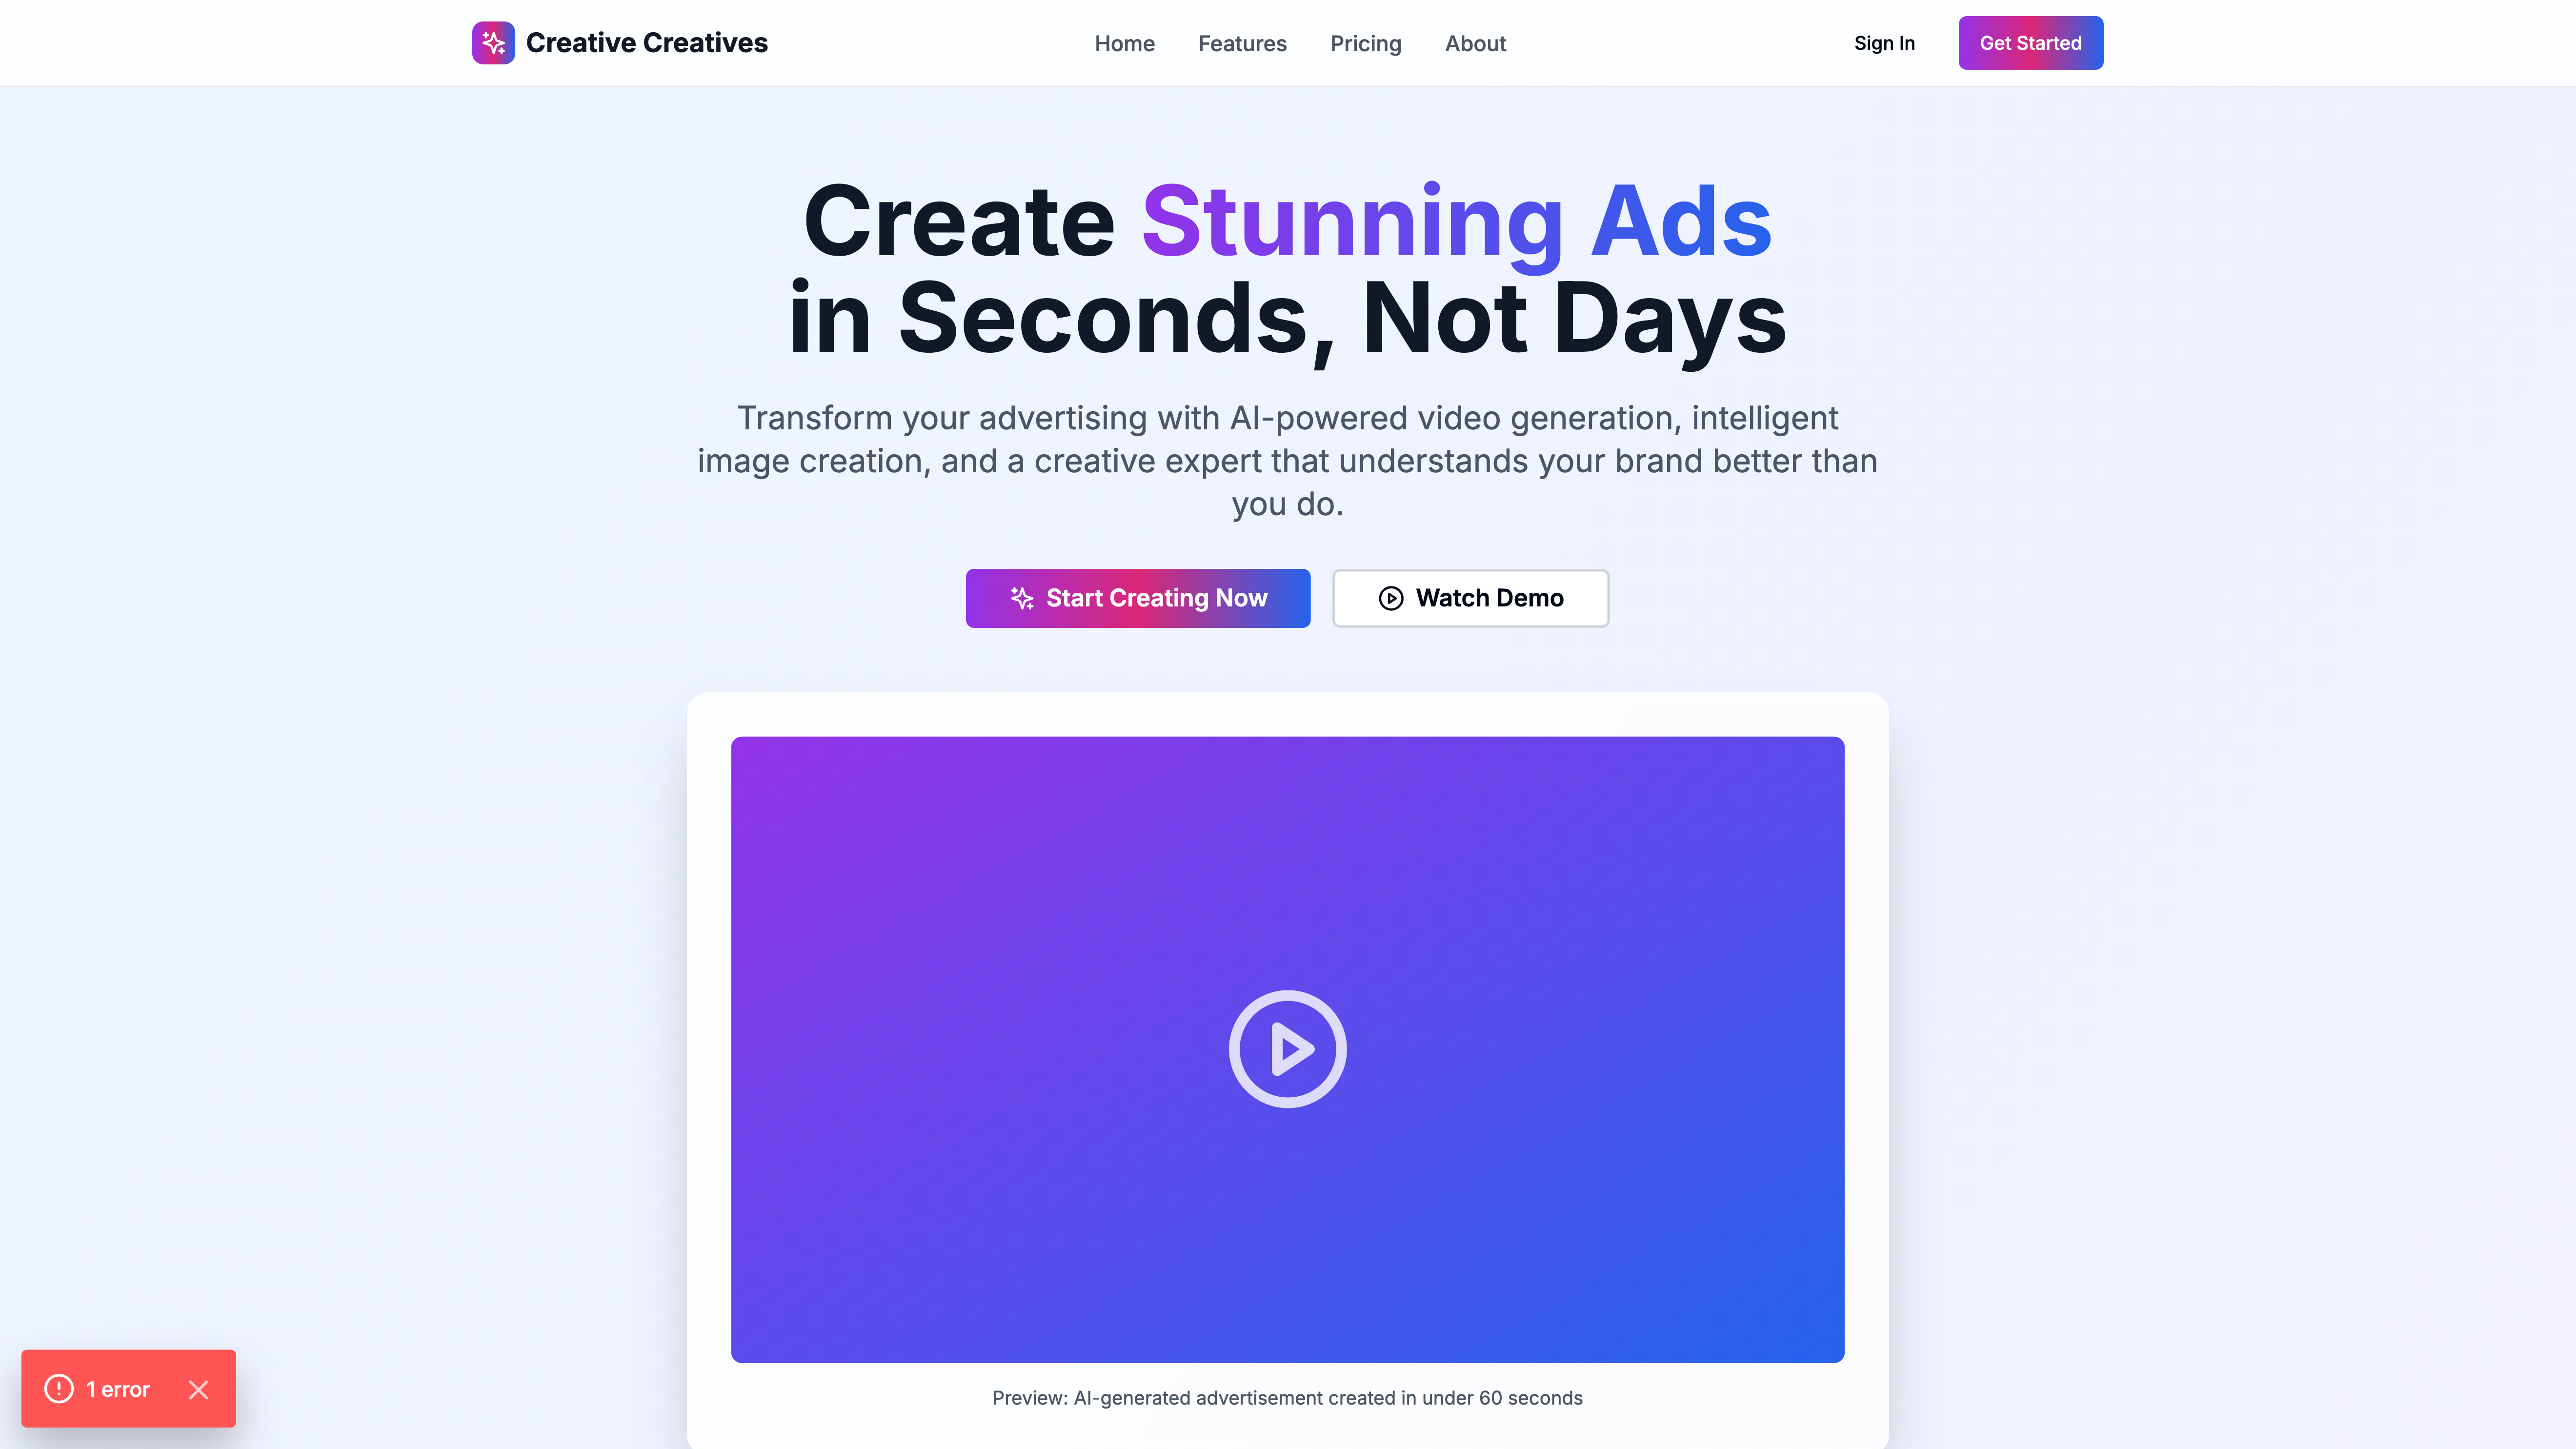 Creative Creatives
Home
Features
Pricing
About
Sign In
Get Started
Create Stunning Ads
in Seconds, Not Days
Transform your advertising with AI-powered video generation, intelligent
image creation, and a creative expert that understands your brand better than
you do.
Start Creating Now
Watch Demo
1 error
Preview: AI-generated advertisement created in under 60 seconds